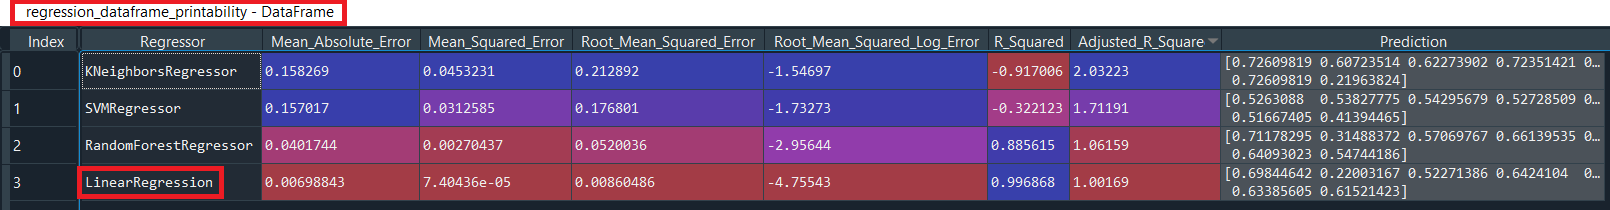 regression_dataframe_printability - DataFrame
Index Regressor Mean_Absolute_Error Mean_Squared_Error Root_Mean_Squared_Error Root_Mean_Squared_Log_Error R_Squared Adjusted_R_Square Prediction
0 KNeighborsRegressor 0.158269 0.0453231 0.212892 -1.54697 -0.917006 2.03223 [0.72609819 0.60723514 0.62273902 0.72351421 0…
0.72609819 0.21963824]
1 SVMRegressor 0.157017 0.0312585 0.176801 -1.73273 -0.322123 1.71191 [0.5263088 0.53827775 0.54295679 0.52728509 0…
0.51667405 0.41394465]
2 RandomForestRegressor 0.0401744 0.00270437 0.0520036 -2.95644 0.885615 1.06159 [0.71178295 0.31488372 0.57069767 0.66139535 0…
0.64093023 0.54744186]
3 LinearRegression 0.00698843 7.40436e-05 0.00860486 -4.75543 0.996868 1.00169 [0.69844642 0.22003167 0.52271386 0.6424104 0…
0.63385605 0.61521423]